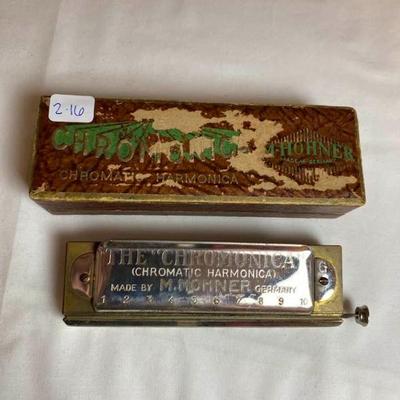 2-16
M. HOHNER
MADE IN GERMANY
CHROMATIC HARMONICA
THE "CHROMONICA"
(CHROMATIC HARMONICA)
MADE BY M. HOHNER GERMANY
1 2 3 4 5 6 7 8 9 10